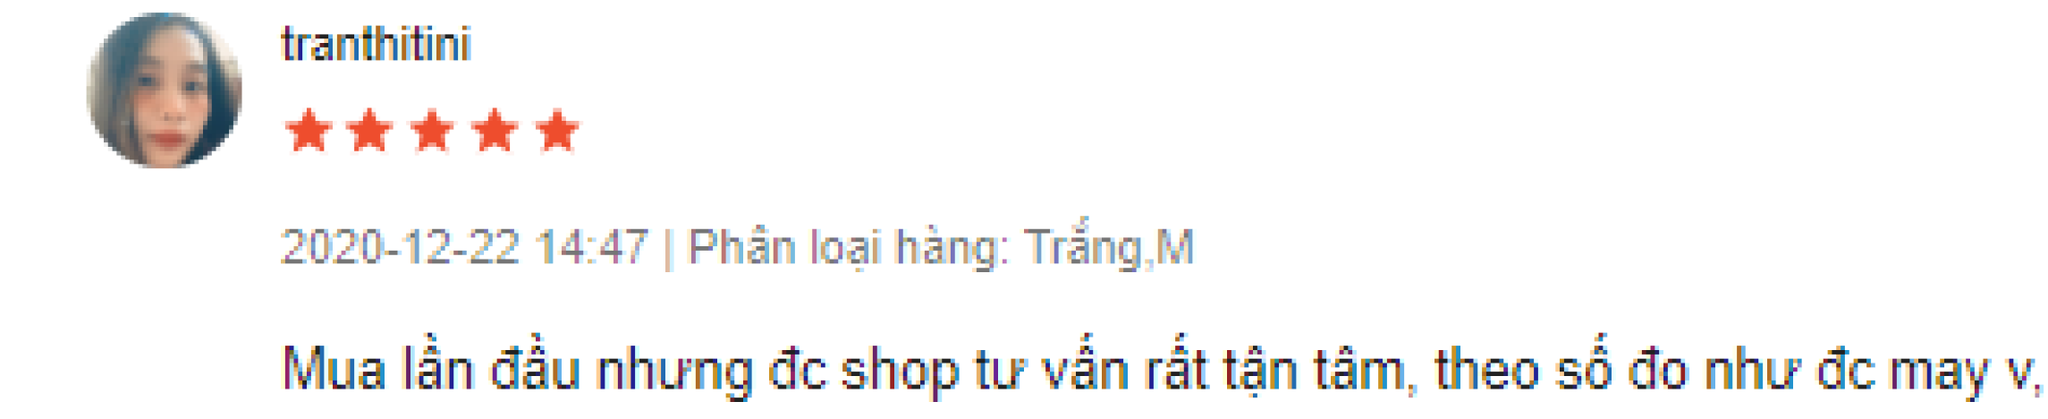 tranthitini
2020-12-22 14:47 | Phân loại hàng: Trắng,M
Mua lần đầu nhưng đc shop tư vấn rất tận tâm, theo số đo như đc may v,